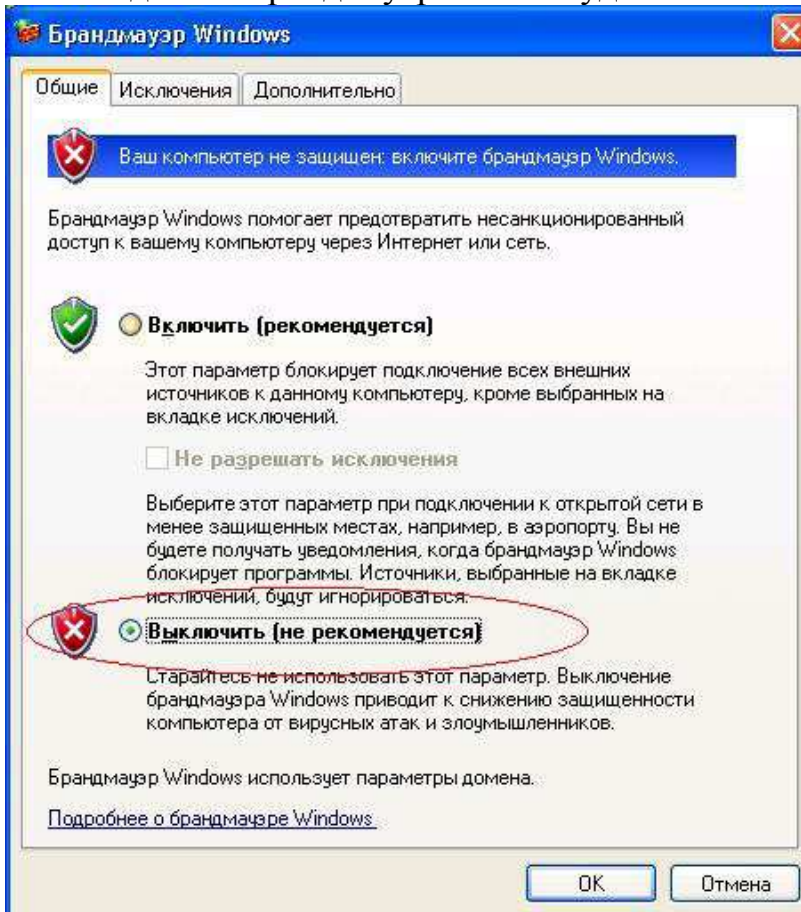 Брандмауэр Windows
Общие Исключения Дополнительно
Ваш компьютер не защищен: включите брандмауэр Windows.
Брандмауэр Windows помогает предотвратить несанкционированный
доступ к вашему компьютеру через Интернет или сеть.
Включить (рекомендуется)
Этот параметр блокирует подключение всех внешних
источников к данному компьютеру, кроме выбранных на
вкладке исключений.
Не разрешать исключения
Выберите этот параметр при подключении к открытой сети в
менее защищенных местах, например, в аэропорту. Вы не
будете получать уведомления, когда брандмауэр Windows
блокирует программы. Источники, выбранные на вкладке
исключений, будут игнорироваться.
Выключить (не рекомендуется)
Старайтесь не использовать этот параметр. Выключение
брандмауэра Windows приводит к снижению защищенности
компьютера от вирусных атак и злоумышленников.
Брандмауэр Windows использует параметры домена.
Подробнее о брандмауэре Windows
OK Отмена